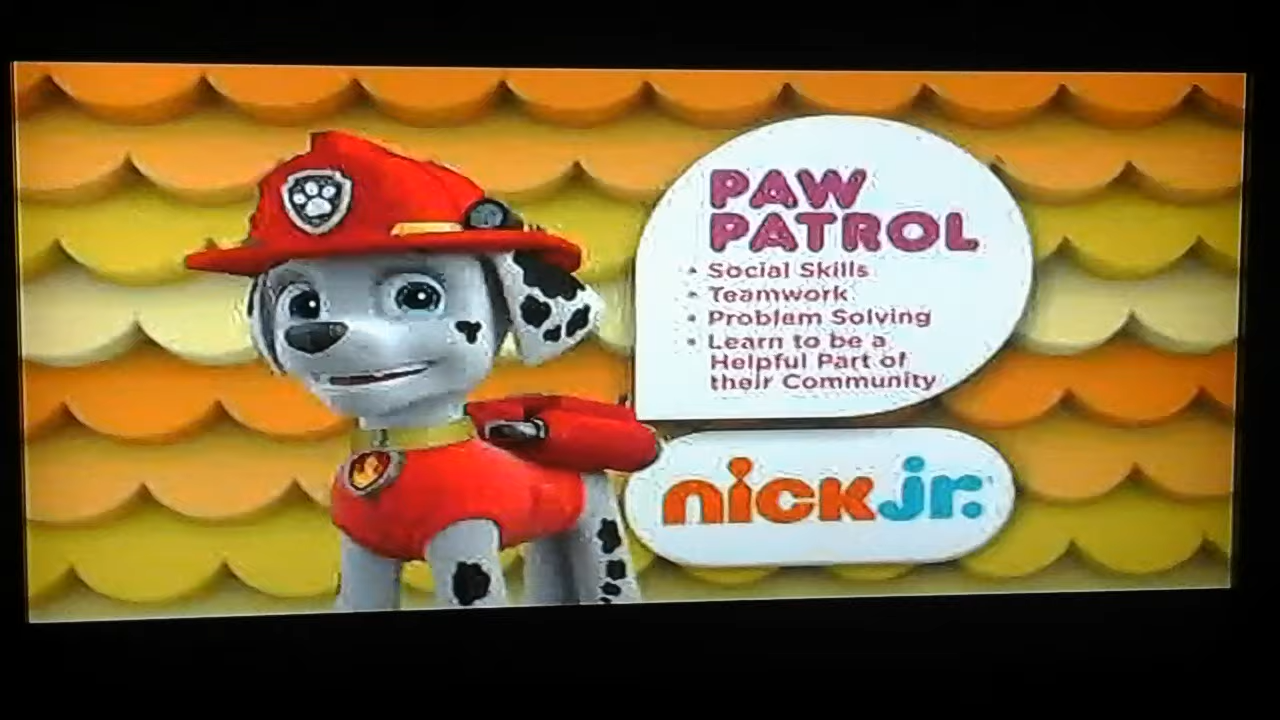 PAW
PATROL
• Social Skills
• Teamwork
• Problem Solving
• Learn to be a
Helpful Part of
their Community
nick jr.